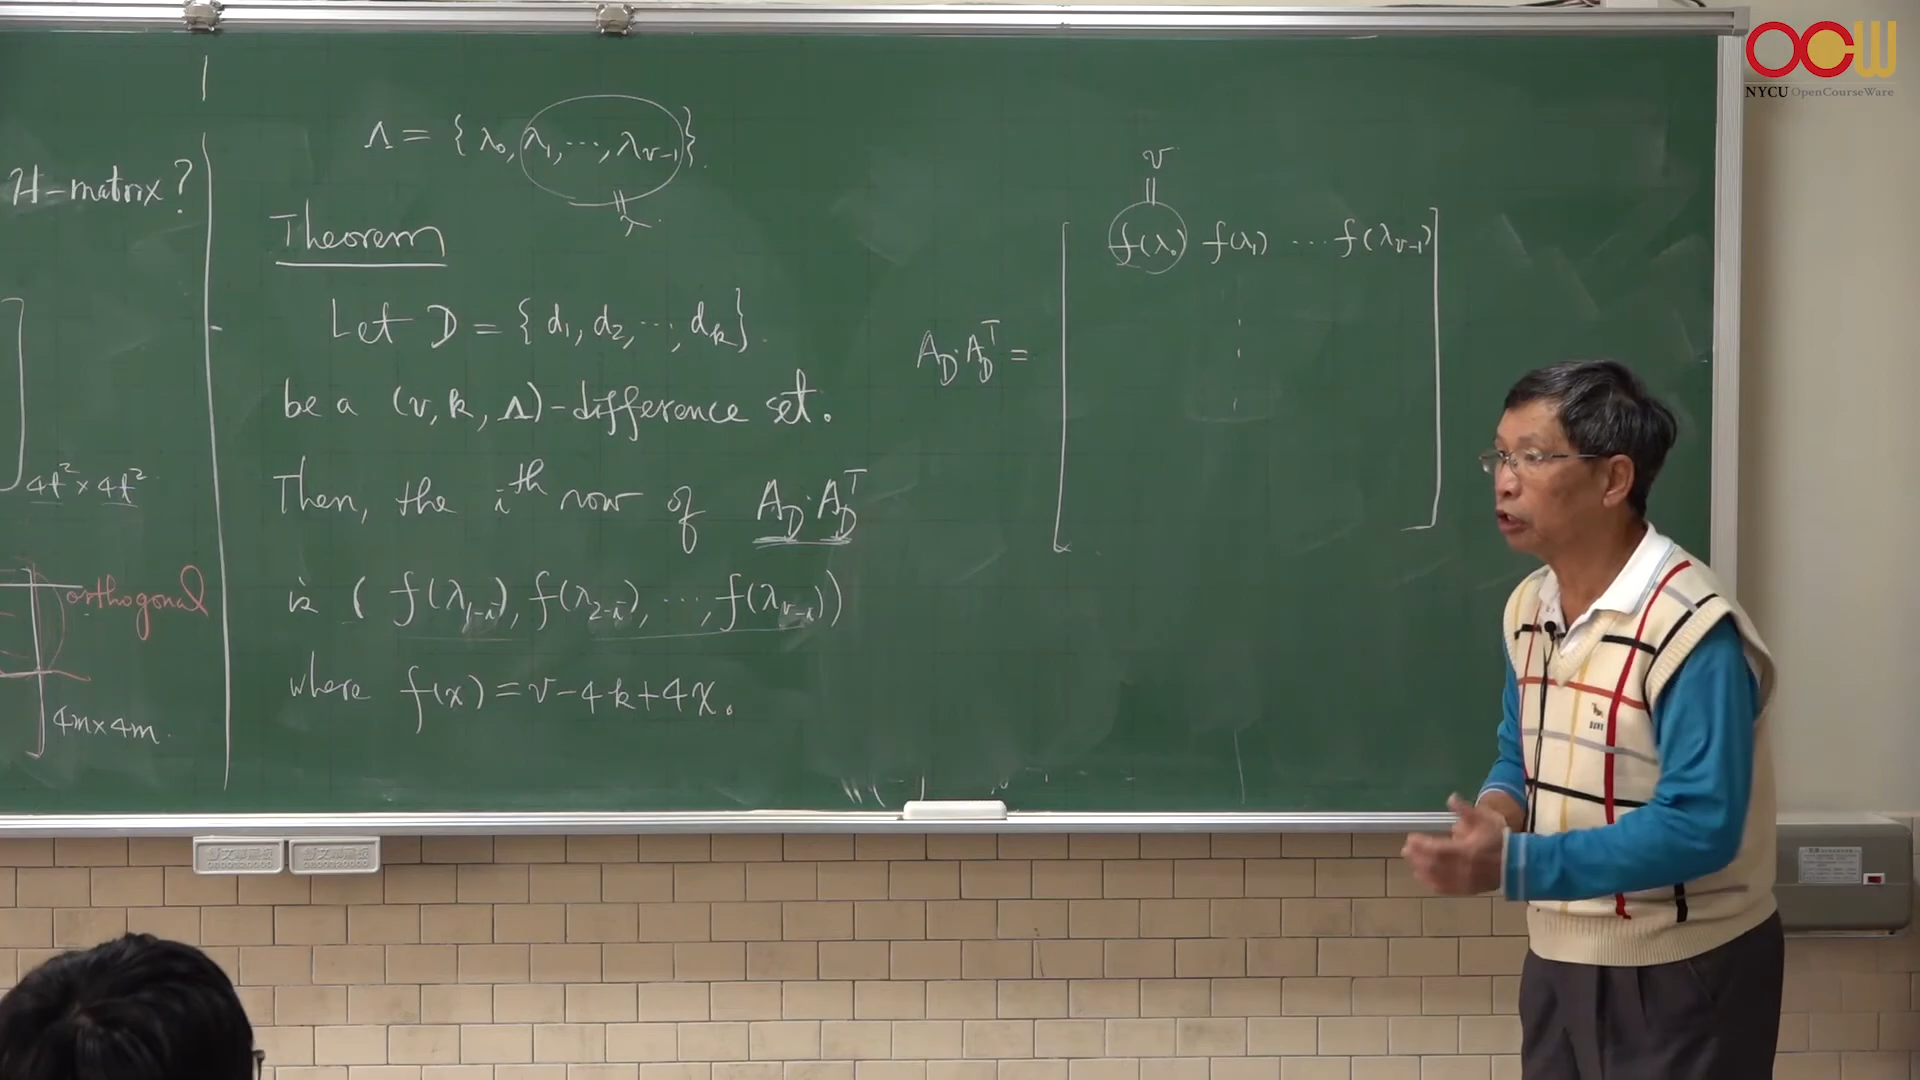 H-matrix?
4t² × 4t²
orthogonal
4m×4m.
Λ = {λ₀, λ₁, ⋯, λᵥ₋₁}.
λ
Theorem
Let D = {d₁, d₂, ⋯, dₖ}.
be a (v, k, Λ)-difference set.
Then, the iᵗʰ row of A_D · A_Dᵀ
is ( f(λ₁₋ᵢ), f(λ₂₋ᵢ), ⋯, f(λᵥ₋ᵢ))
where f(x) = v-4k+4x.
v
f(λ₀) f(λ₁) ⋯ f(λᵥ₋₁)
A_D · A_Dᵀ =
OCW
NYCU OpenCourseWare